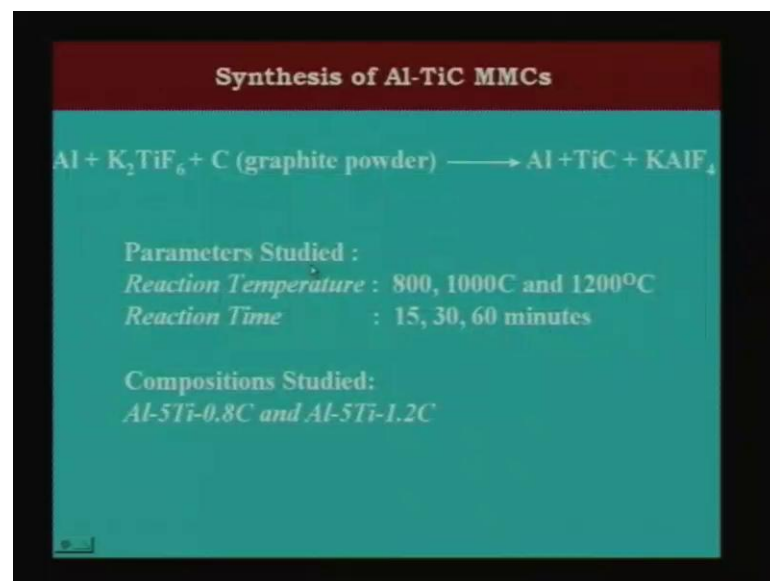 Synthesis of Al-TiC MMCs
Al + K₂TiF₆ + C (graphite powder) ⟶ Al +TiC + KAlF₄
Parameters Studied :
Reaction Temperature : 800, 1000C and 1200ᴼC
Reaction Time : 15, 30, 60 minutes
Compositions Studied:
Al-5Ti-0.8C and Al-5Ti-1.2C